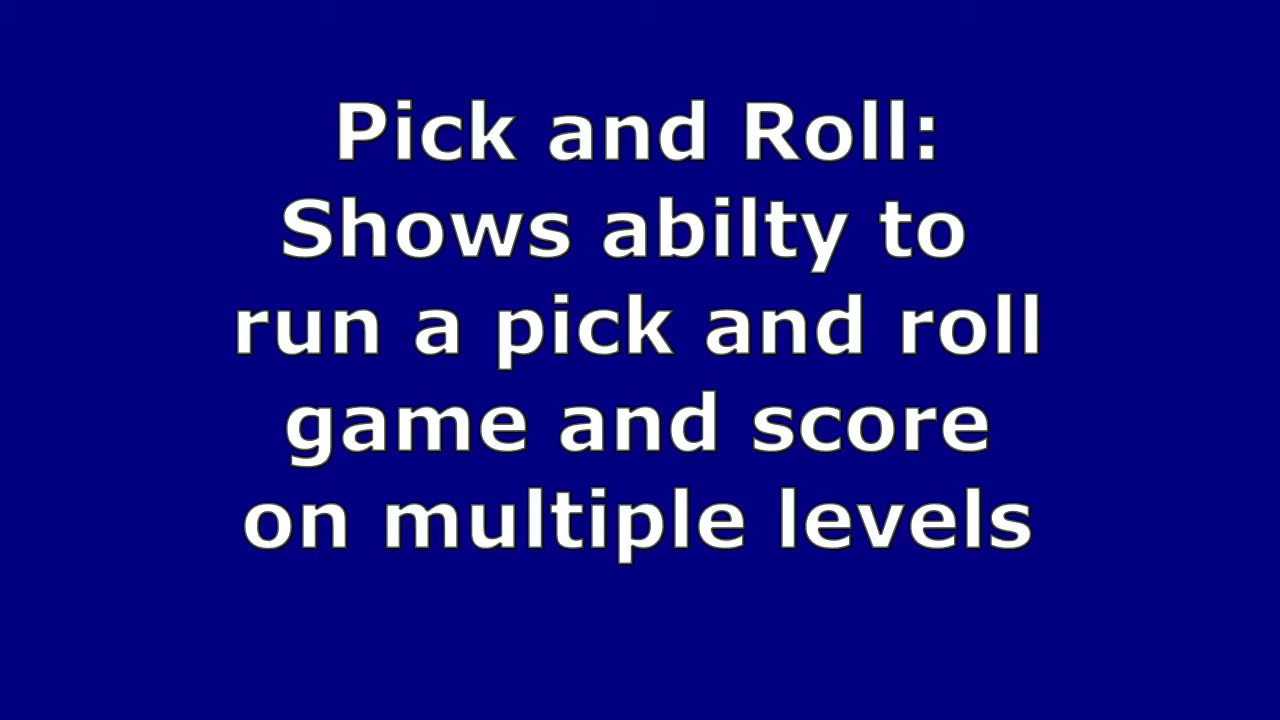 Pick and Roll:
Shows abilty to
run a pick and roll
game and score
on multiple levels